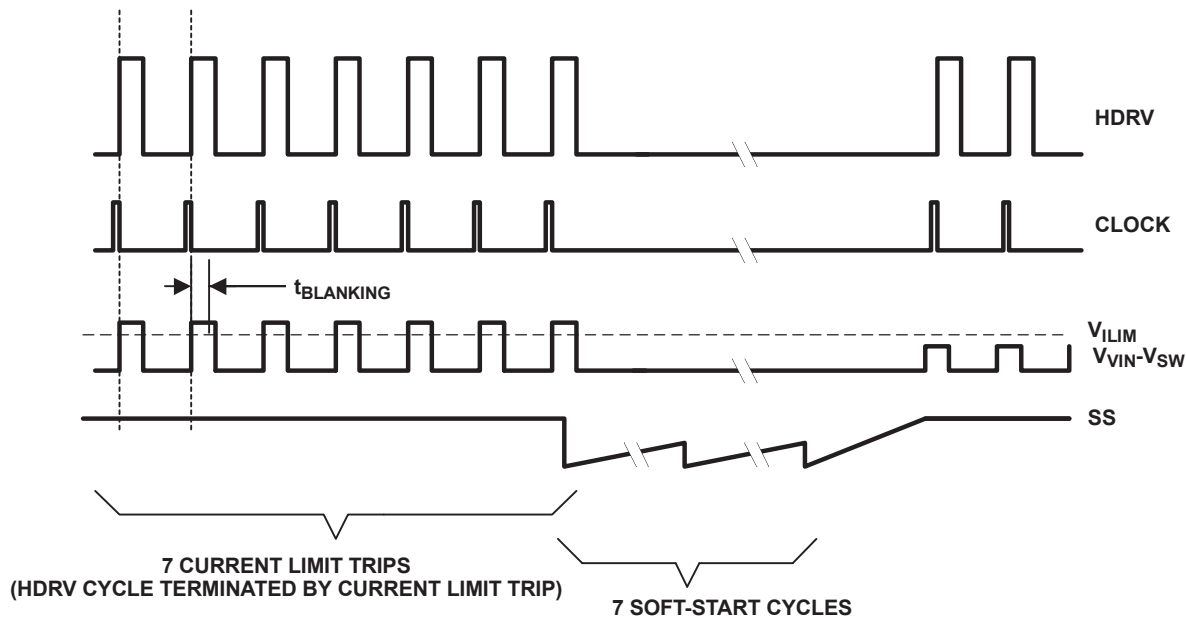 HDRV
CLOCK
tBLANKING
VILIM
VVIN-VSW
SS
7 CURRENT LIMIT TRIPS
(HDRV CYCLE TERMINATED BY CURRENT LIMIT TRIP)
7 SOFT-START CYCLES